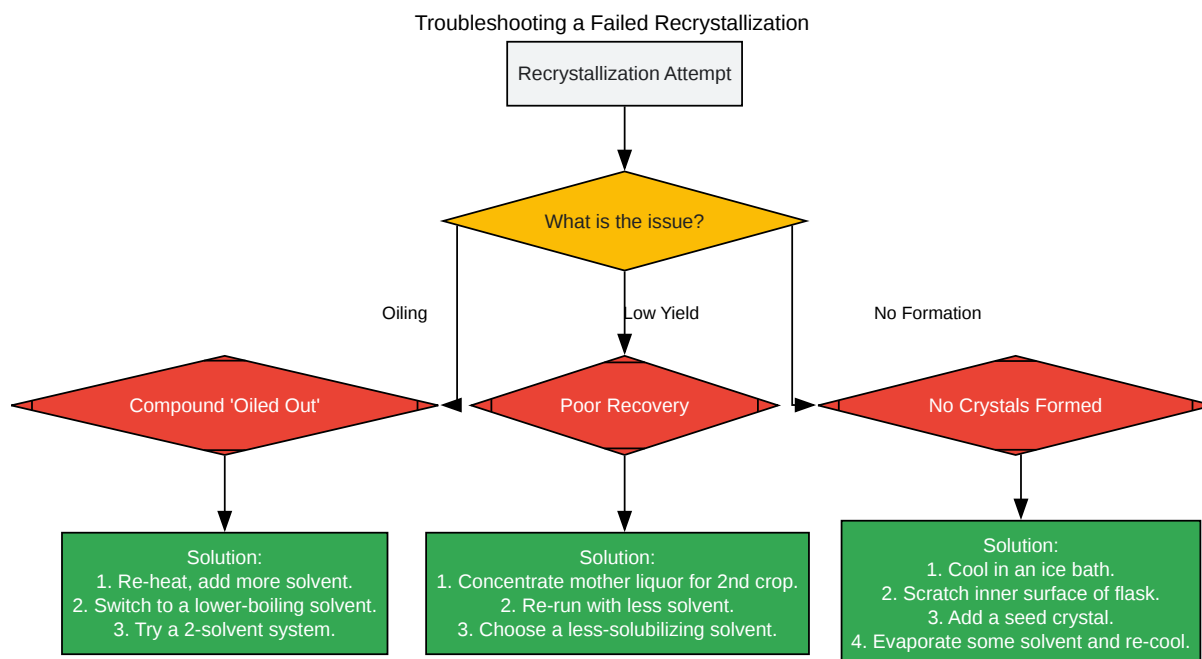 Troubleshooting a Failed Recrystallization
Recrystallization Attempt
What is the issue?
Oiling
Low Yield
No Formation
Compound 'Oiled Out'
Poor Recovery
No Crystals Formed
Solution:
1. Re-heat, add more solvent.
2. Switch to a lower-boiling solvent.
3. Try a 2-solvent system.
Solution:
1. Concentrate mother liquor for 2nd crop.
2. Re-run with less solvent.
3. Choose a less-solubilizing solvent.
Solution:
1. Cool in an ice bath.
2. Scratch inner surface of flask.
3. Add a seed crystal.
4. Evaporate some solvent and re-cool.